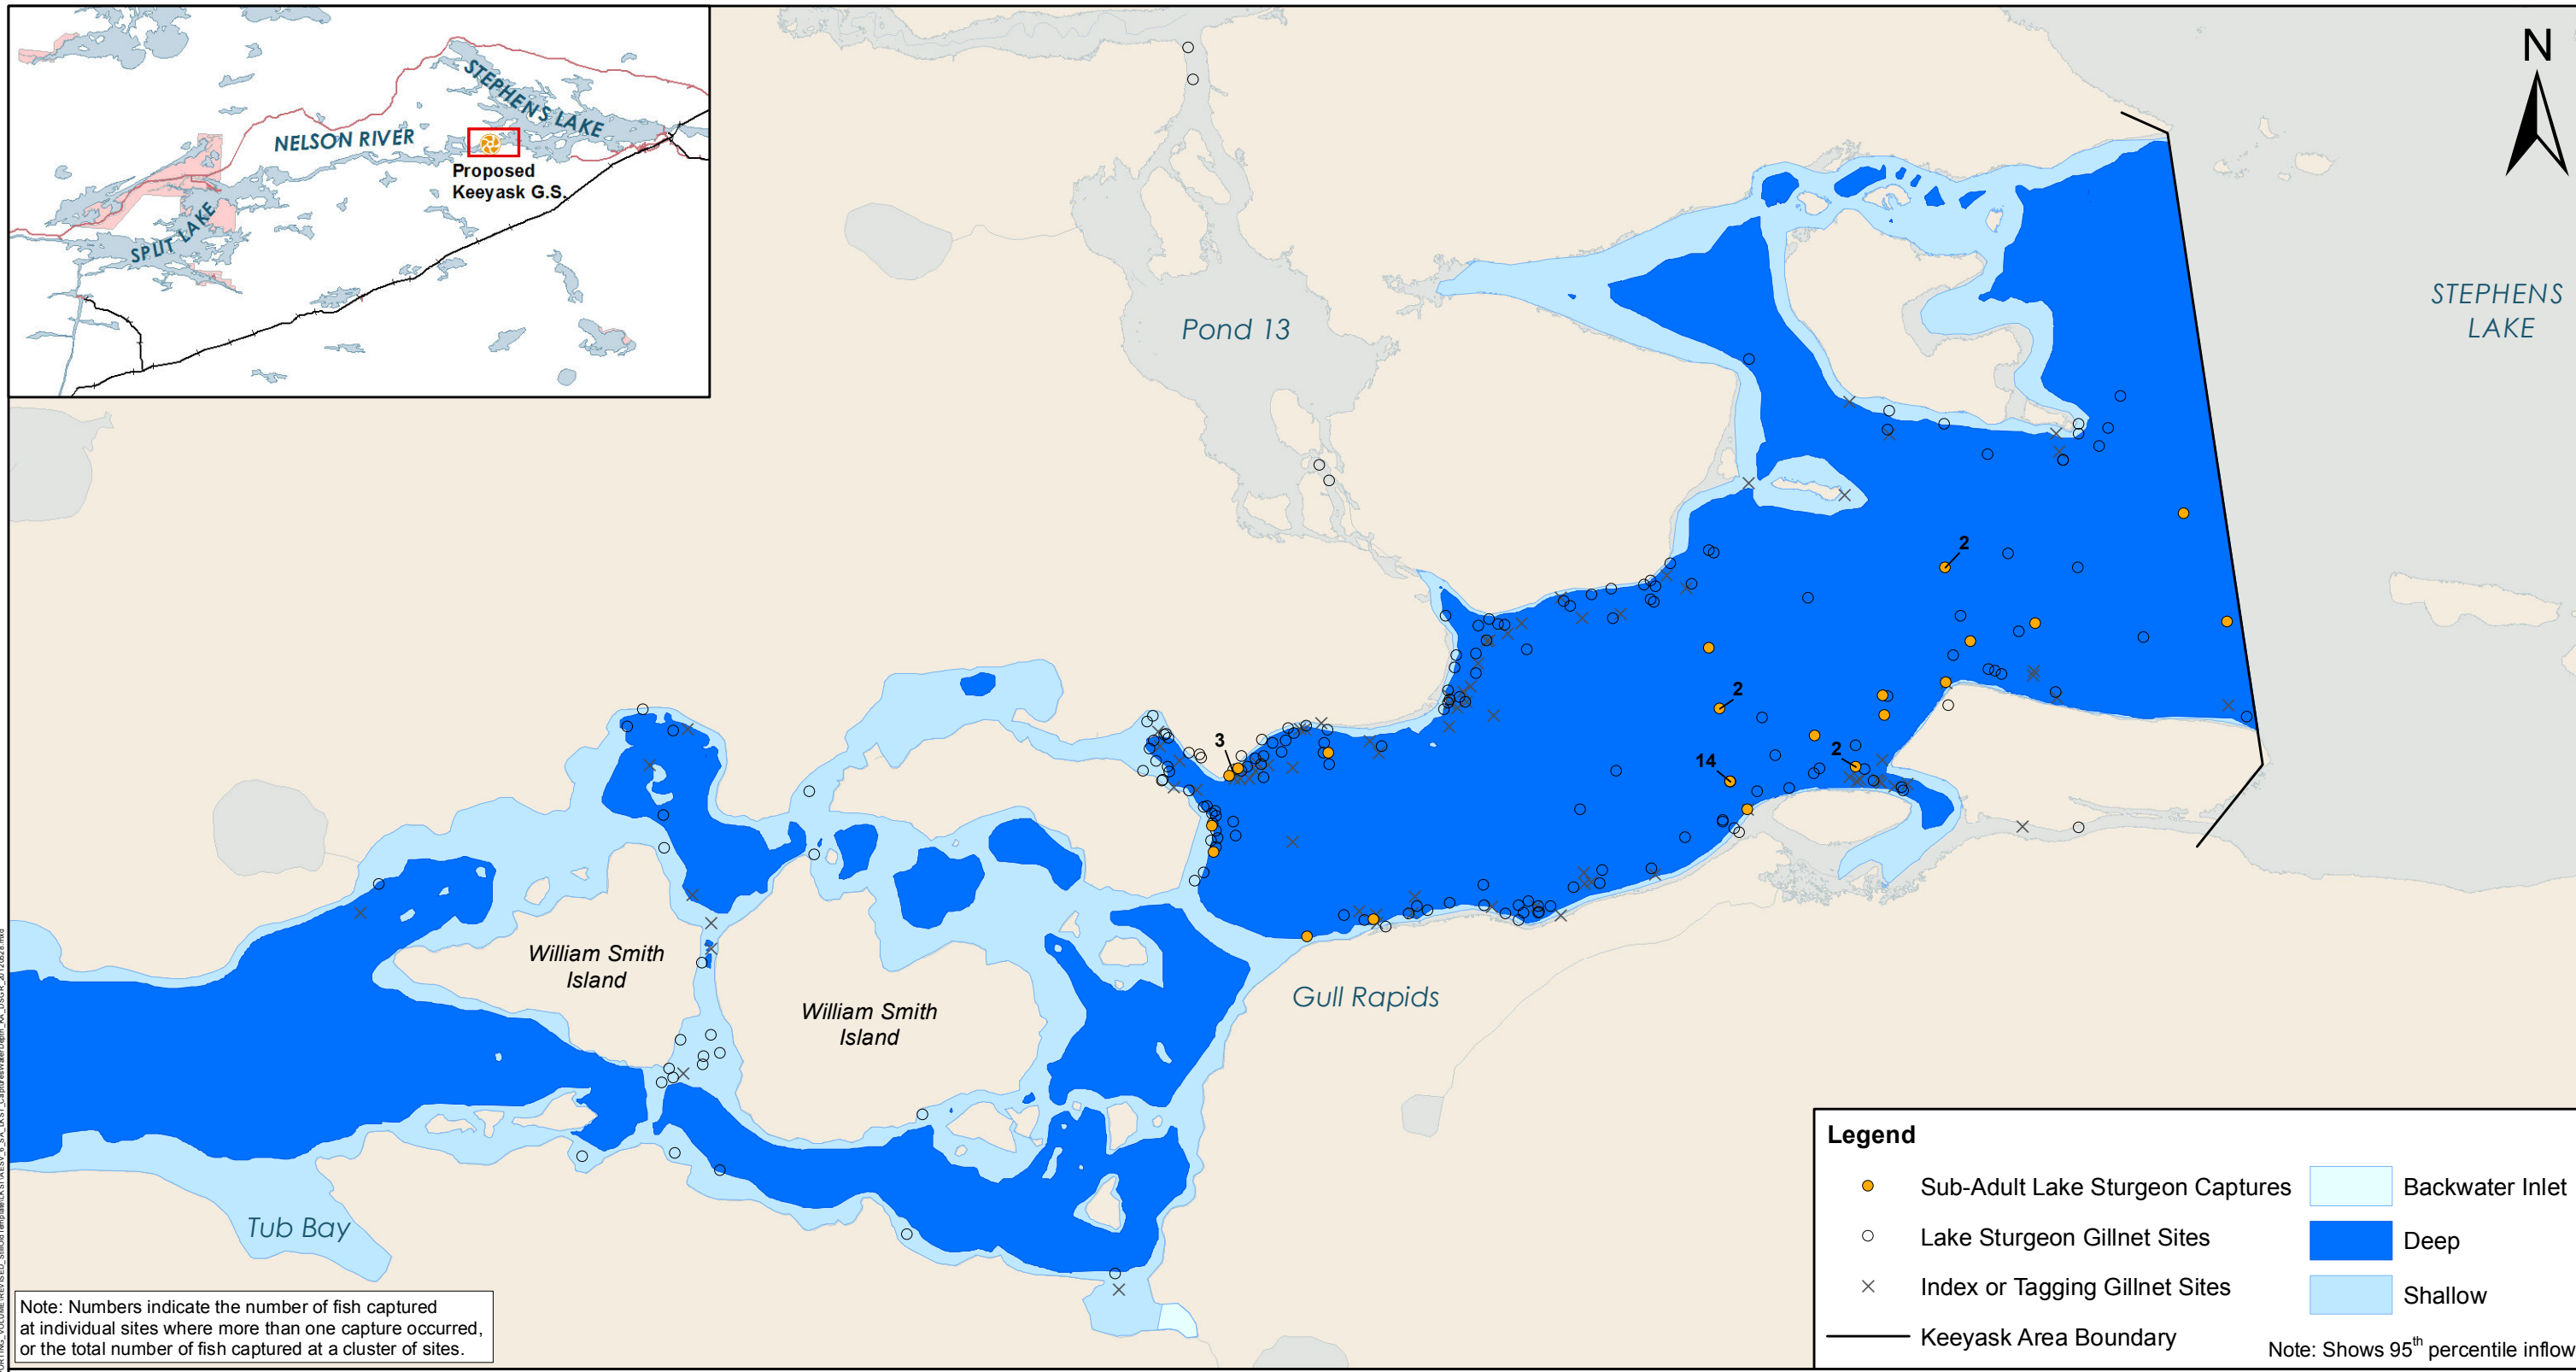 STEPHENS LAKE
NELSON RIVER
Proposed
Keeyask G.S.
SPLIT LAKE
N
Pond 13
STEPHENS
LAKE
2
2
3
14
2
William Smith
Island
William Smith
Island
Gull Rapids
Tub Bay
Note: Numbers indicate the number of fish captured
at individual sites where more than one capture occurred,
or the total number of fish captured at a cluster of sites.
Legend
Sub-Adult Lake Sturgeon Captures
Lake Sturgeon Gillnet Sites
Index or Tagging Gillnet Sites
Keeyask Area Boundary
Backwater Inlet
Deep
Shallow
Note: Shows 95th percentile inflow